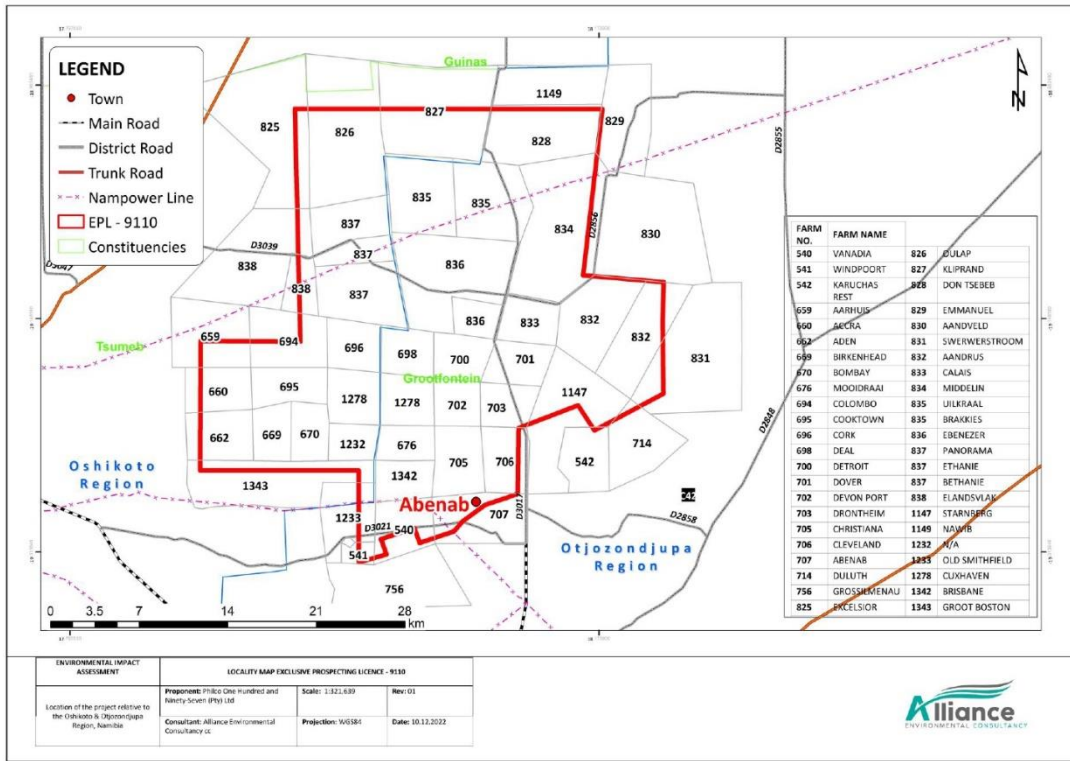 LEGEND
Town
Main Road
District Road
Trunk Road
Nampower Line
EPL - 9110
Constituencies
Guinas
1149
825
826
827
829
828
D2855
835
835
837
834
D2856
830
D3039
837
836
D3047
838
837
838
659
694
696
836
833
832
832
831
698
700
701
Tsumeb
Grootfontein
660
695
1278
1278
702
703
1147
D2848
662
669
670
1232
676
705
706
542
714
Oshikoto
Region
1343
1342
Abenab
707
D3017
C42
1233
D3021
540
D2858
541
Otjozondjupa
Region
756
0 3.5 7 14 21 28
km
FARM NO. FARM NAME
540 VANADIA 826 DULAP
541 WINDPOORT 827 KLIPRAND
542 KARUCHAS REST 828 DON TSEBEB
659 AARHUIS 829 EMMANUEL
660 ACCRA 830 AANDVELD
662 ADEN 831 SWERWERSTROOM
669 BIRKENHEAD 832 AANDRUS
670 BOMBAY 833 CALAIS
676 MOOIDRAAI 834 MIDDELIN
694 COLOMBO 835 UILKRAAL
695 COOKTOWN 835 BRAKKIES
696 CORK 836 EBENEZER
698 DEAL 837 PANORAMA
700 DETROIT 837 ETHANIE
701 DOVER 837 BETHANIE
702 DEVON PORT 838 ELANDSVLAK
703 DRONTHEIM 1147 STARNBERG
705 CHRISTIANA 1149 NAWIB
706 CLEVELAND 1232 N/A
707 ABENAB 1233 OLD SMITHFIELD
714 DULUTH 1278 CUXHAVEN
756 GROSSILMENAU 1342 BRISBANE
825 EXCELSIOR 1343 GROOT BOSTON
ENVIRONMENTAL IMPACT
ASSESSMENT
LOCALITY MAP EXCLUSIVE PROSPECTING LICENCE - 9110
Location of the project relative to
the Oshikoto & Otjozondjupa
Region, Namibia
Proponent: Philco One Hundred and
Ninety-Seven (Pty) Ltd
Scale: 1:321,639
Rev: 01
Consultant: Alliance Environmental
Consultancy cc
Projection: WGS84
Date: 10.12.2022
Alliance
ENVIRONMENTAL CONSULTANCY